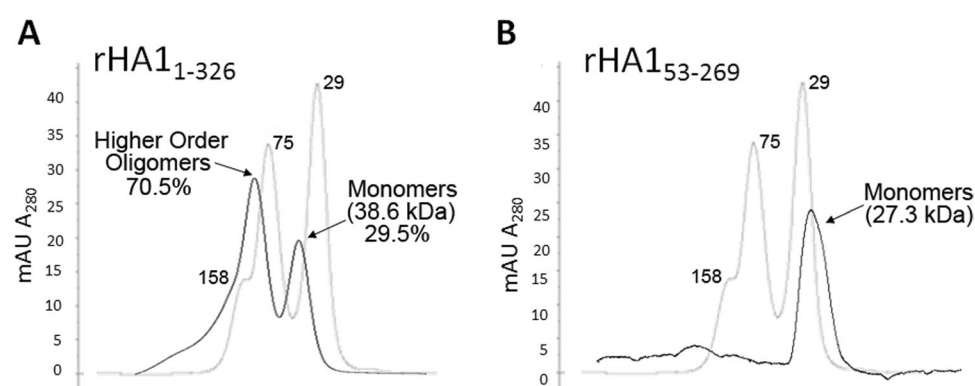 A
rHA1₁₋₃₂₆
mAU A₂₈₀
40
35
30
25
20
15
10
5
0
Higher Order
Oligomers
70.5%
158
75
29
Monomers
(38.6 kDa)
29.5%
B
rHA1₅₃₋₂₆₉
mAU A₂₈₀
40
35
30
25
20
15
10
5
0
158
75
29
Monomers
(27.3 kDa)